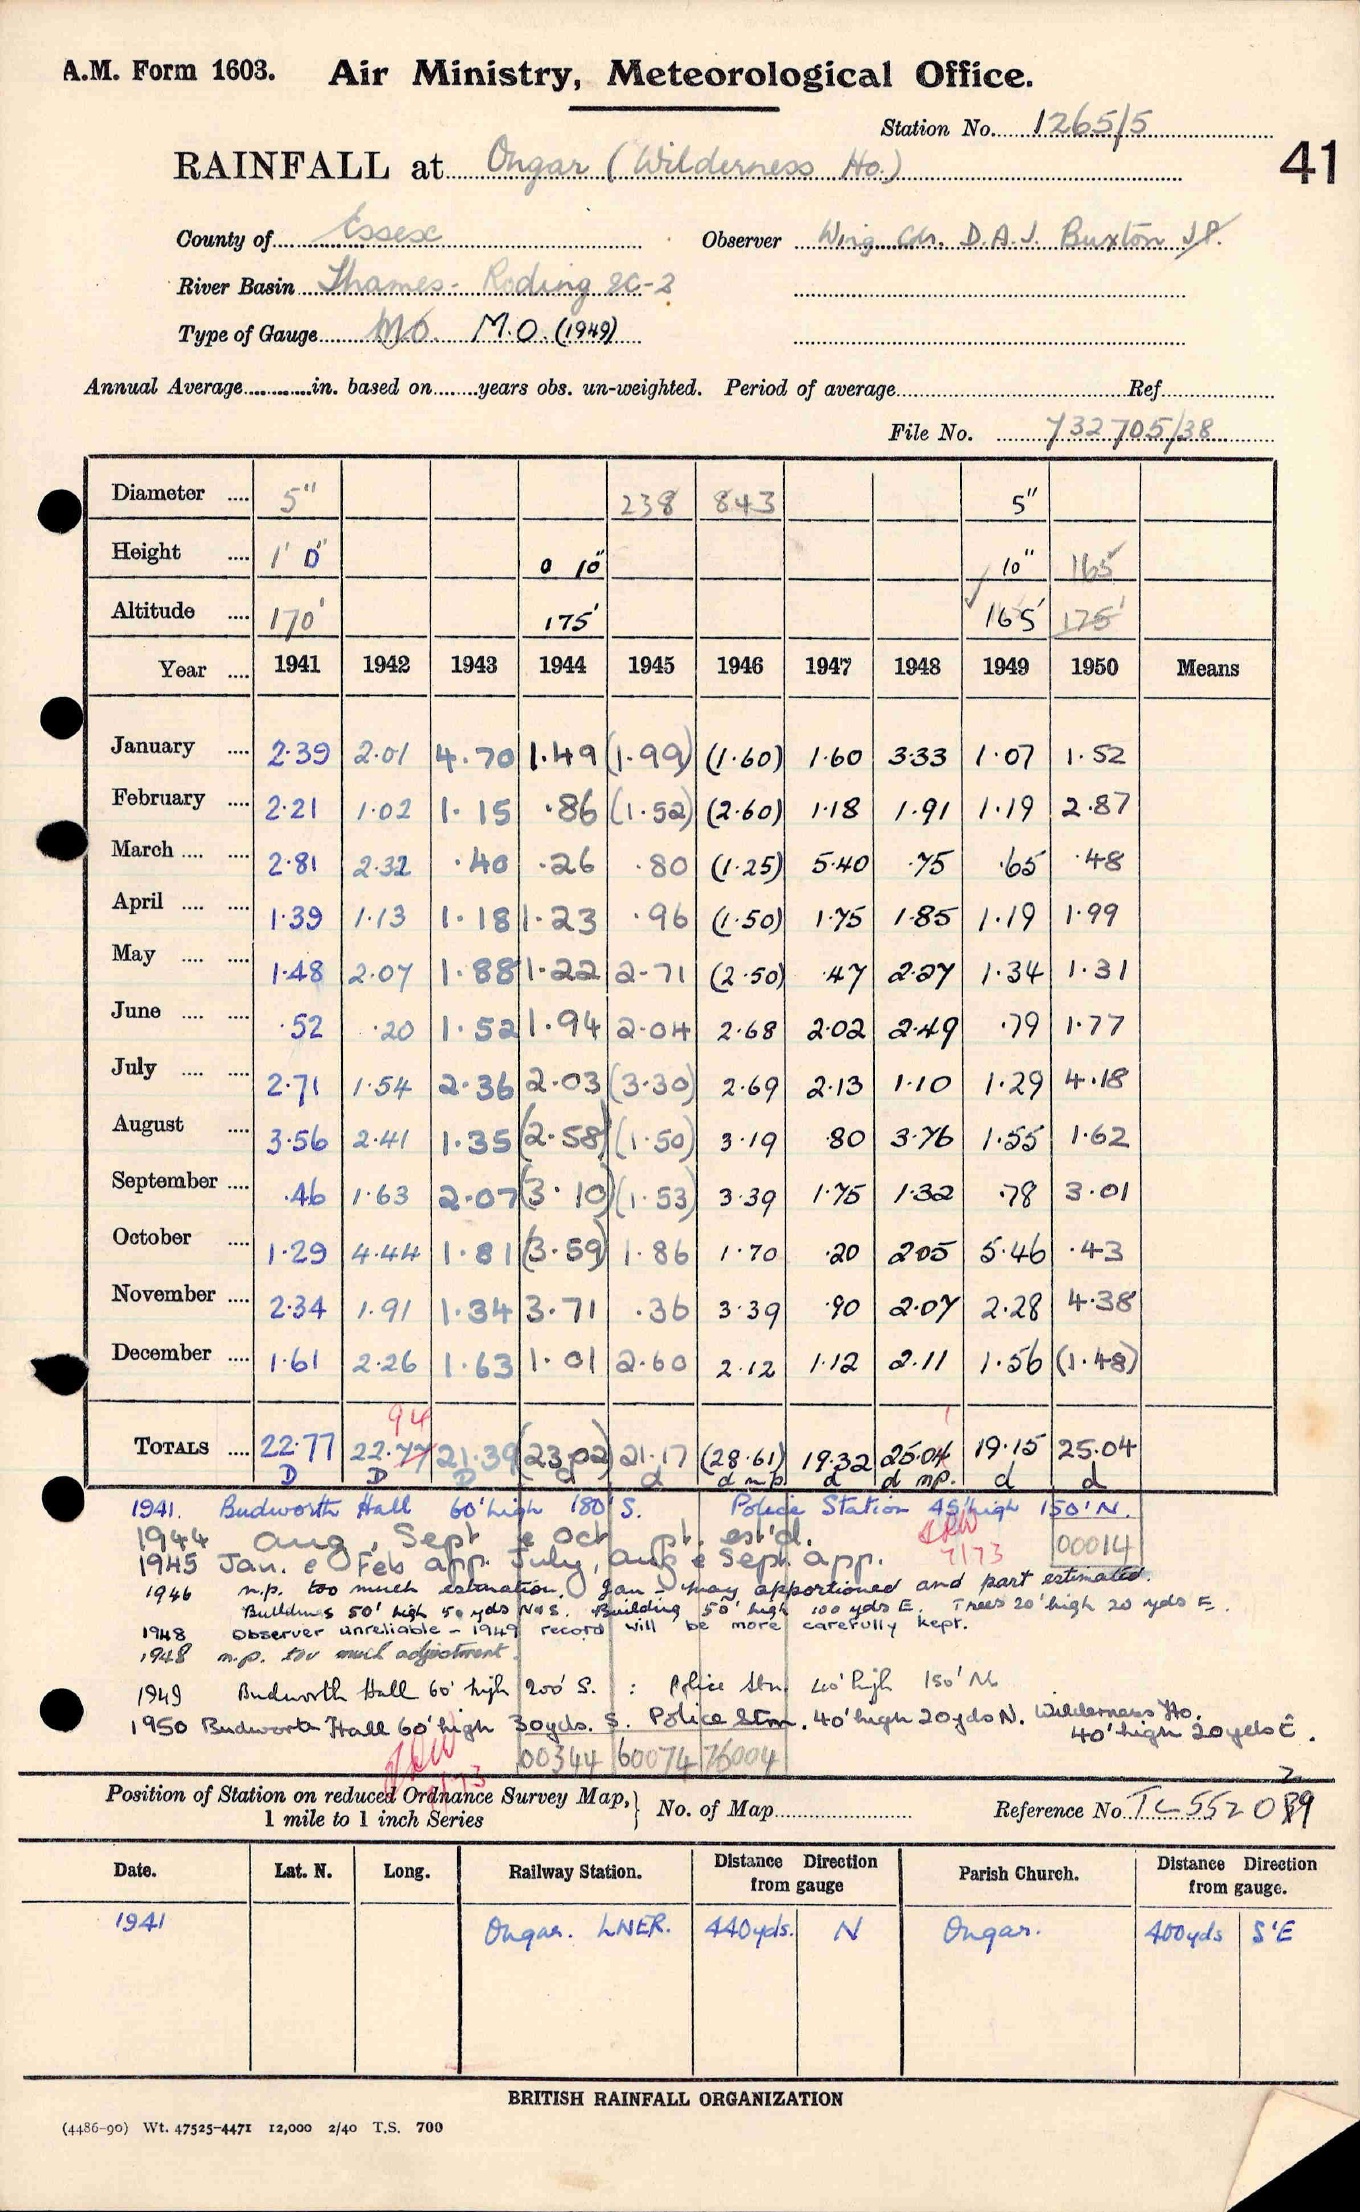 A.M. Form 1603. Air Ministry, Meteorological Office.
Station No. 1265/5
41
RAINFALL at Ongar (Wilderness Ho.)
County of Essex Observer Wing Cdr. D.A.J. Buxton J.P.
River Basin Thames - Roding 2C-2
Type of Gauge MO. M.O. (1949)
Annual Average in. based on years obs. un-weighted. Period of average Ref
File No. 732705/38
Diameter 5" 238 843 5"
Height 1' 0" 0 10" 10" 165
Altitude 170' 175' 165' 175'
Year 1941 1942 1943 1944 1945 1946 1947 1948 1949 1950 Means
January 2.39 2.01 4.70 1.49 (1.99) (1.60) 1.60 3.33 1.07 1.52
February 2.21 1.02 1.15 .86 (1.52) (2.60) 1.18 1.91 1.19 2.87
March 2.81 2.32 .40 .26 .80 (1.25) 5.40 .75 .65 .48
April 1.39 1.13 1.18 1.23 .96 (1.50) 1.75 1.85 1.19 1.99
May 1.48 2.07 1.88 1.22 2.71 (2.50) .47 2.27 1.34 1.31
June .52 .20 1.52 1.94 2.04 2.68 2.02 2.49 .79 1.77
July 2.71 1.54 2.36 2.03 (3.30) 2.69 2.13 1.10 1.29 4.18
August 3.56 2.41 1.35 (2.58) (1.50) 3.19 .80 3.76 1.55 1.62
September .46 1.63 2.07 (3.10) (1.53) 3.39 1.75 1.32 .78 3.01
October 1.29 4.44 1.81 (3.59) 1.86 1.70 .20 2.05 5.46 .43
November 2.34 1.91 1.34 3.71 .36 3.39 .90 2.07 2.28 4.38
December 1.61 2.26 1.63 1.01 2.60 2.12 1.12 2.11 1.56 (1.48)
94 1
TOTALS 22.77 22.77 21.39 (23.02) 21.17 (28.61) 19.32 25.04 19.15 25.04
D D D d d d m.p. d d m.p. d d
1941. Budworth Hall 60' high 180' S. Police Station 45' high 150' N.
1944 Aug, Sept & Oct pt. est'd.
7/73 00014
1945 Jan. & Feb app. July, Aug & Sept app.
1946 m.p. too much estimation. Jan - May apportioned and part estimated.
Buildings 50' high 50 yds N & S. Building 50' high 100 yds E. Trees 20' high 20 yds E.
1948 Observer unreliable - 1949 record will be more carefully kept.
1948 m.p. too much adjustment.
1949 Budworth Hall 60' high 200' S. : Police Stn. 40' high 150' N
1950 Budworth Hall 60' high 30yds. S. Police Stn. 40' high 20yds N. Wilderness Ho. 40' high 20yds E.
00344 60074 76004
Position of Station on reduced Ordnance Survey Map, 1 mile to 1 inch Series No. of Map Reference No TL 552 029
Date. Lat. N. Long. Railway Station. Distance Direction from gauge Parish Church. Distance Direction from gauge.
1941 Ongar. LNER. 440yds. N Ongar. 400yds S'E
BRITISH RAINFALL ORGANIZATION
(4486-90) Wt. 47525-4471 12,000 2/40 T.S. 700